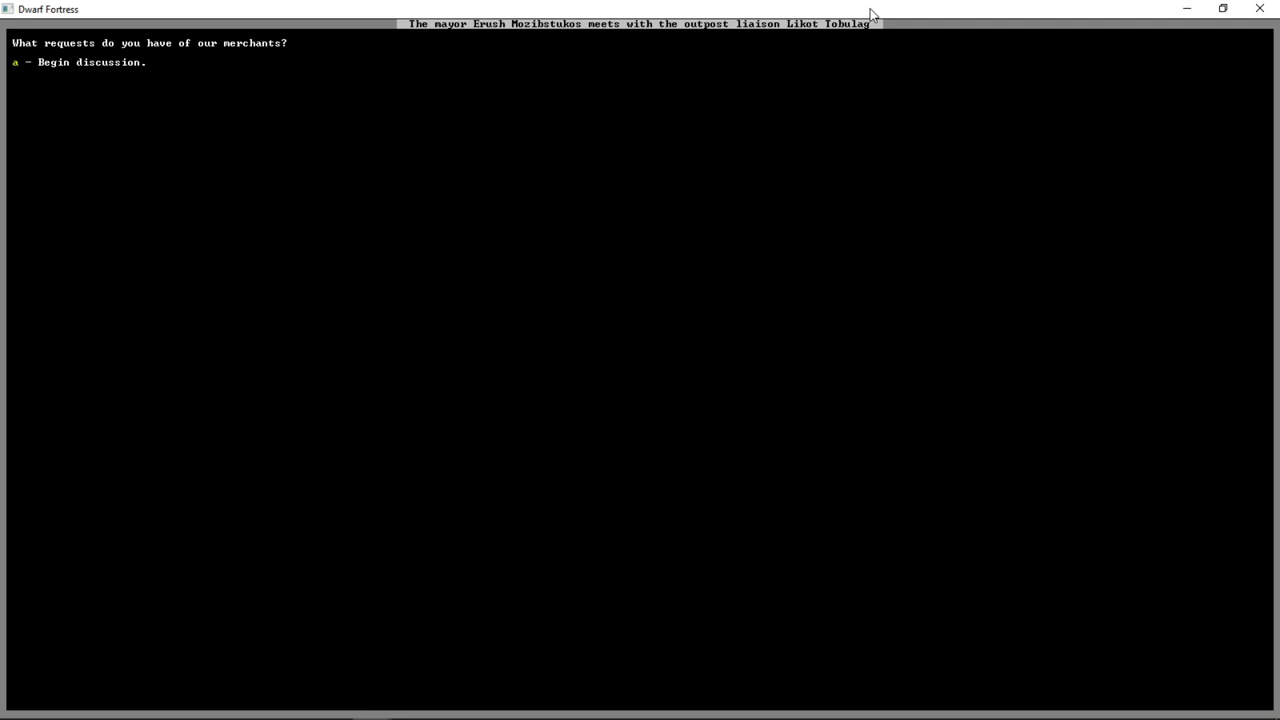 Dwarf Fortress
The mayor Erush Mozibstukos meets with the outpost liaison Likot Tobulag
What requests do you have of our merchants?
a - Begin discussion.